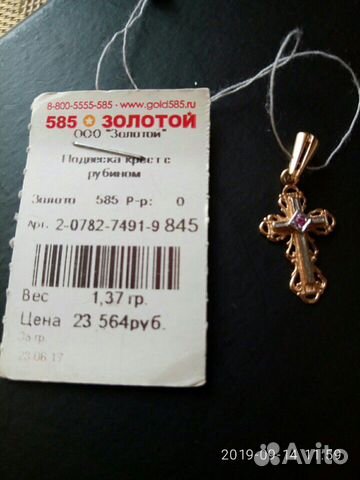 8-800-5555-585 • www.gold585.ru
585 ЗОЛОТОЙ
ООО "Золотой"
Подвеска крест с
рубином
Золото 585 Р-р: 0
Арт. 2-0782-7491-9 845
Вес 1,37 гр.
Цена 23 564руб.
За гр.
23.06.17
2019-09-14 11:59
Avito